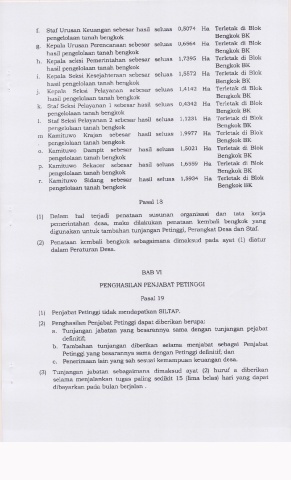 f. Staf Urusan Keuangan sebesar hasil seluas 0,5074 Ha Terletak di Blok
pengelolaan tanah bengkok Bengkok BK
g. Kepala Urusan Perencanaan sebesar seluas 0,6964 Ha Terletak di Blok
hasil pengelolaan tanah bengkok Bengkok BK
h. Kepala seksi Pemerintahan sebesar seluas 1,7395 Ha Terletak di Blok
hasil pengelolaan tanah bengkok Bengkok BK
i. Kepala Seksi Kesejahteraan sebesar seluas 1,5572 Ha Terletak di Blok
hasil pengelolaan tanah bengkok Bengkok BK
j. Kepala Seksi Pelayanan sebesar seluas 1,4142 Ha Terletak di Blok
hasil pengelolaan tanah bengkok Bengkok BK
k. Staf Seksi Pelayanan 1 sebesar hasil seluas 0,4342 Ha Terletak di Blok
pengelolaan tanah bengkok Bengkok BK
l. Staf Seksi Pelayanan 2 sebesar hasil seluas 1,1231 Ha Terletak di Blok
pengelolaan tanah bengkok Bengkok BK
m Kamituwo Krajan sebesar hasil seluas 1,9977 Ha Terletak di Blok
pengelolaan tanah bengkok Bengkok BK
Kamituwo Dampit sebesar hasil seluas 1,5021 Ha Terletak di Blok
pengelolaan tanah bengkok Bengkok BK
Kamituwo Sekacer sebesar hasil seluas 1,6559 Ha Terletak di Blok
pengelolaan tanah bengkok Bengkok BK
r. Kamituwo Sidang sebesar hasil seluas 1,5934 Ha Terletak di Blok
pengelolaan tanah bengkok Bengkok BK
Pasal 18
(1) Dalam hal terjadi penataan susunan organisasi dan tata kerja
pemerintahan desa, maka dilakukan penataan kembali bengkok yang
digunakan untuk tambahan tunjangan Petinggi, Perangkat Desa dan Staf.
(2) Penataan kembali bengkok sebagaimana dimaksud pada ayat (1) diatur
dalam Peraturan Desa.
BAB VI
PENGHASILAN PENJABAT PETINGGI
Pasal 19
(1) Penjabat Petinggi tidak mendapatkan SILTAP.
(2) Penghasilan Penjabat Petinggi dapat diberikan berupa:
a. Tunjangan jabatan yang besarannya sama dengan tunjangan pejabat
definitif;
b. Tambahan tunjangan diberikan selama menjabat sebagai Penjabat
Petinggi yang besarannya sama dengan Petinggi definitif; dan
c. Penerimaan lain yang sah sesuai kemampuan keuangan desa.
(3) Tunjangan jabatan sebagaimana dimaksud ayat (2) huruf a diberikan
selama menjalankan tugas paling sedikit 15 (lima belas) hari yang dapat
dibayarkan pada bulan berjalan .